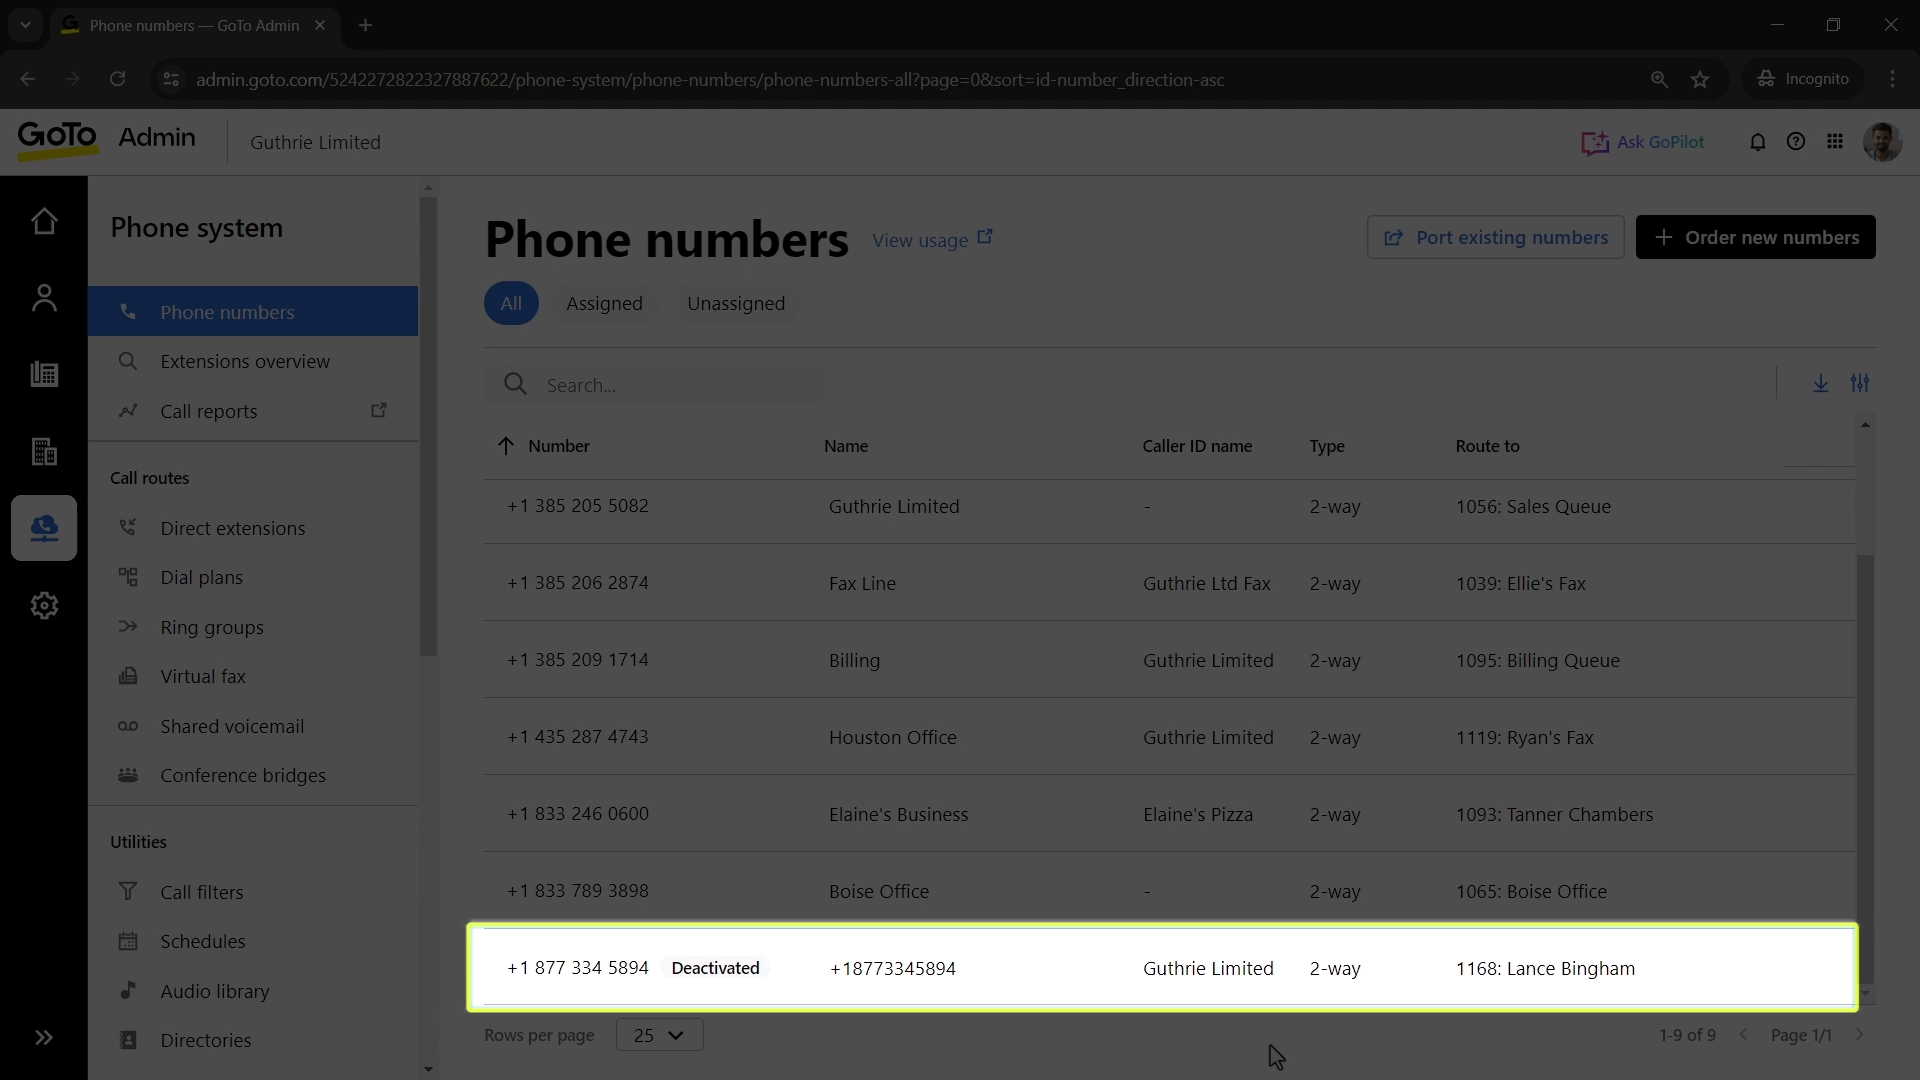 Phone numbers — GoTo Admin
admin.goto.com/5242272822327887622/phone-system/phone-numbers/phone-numbers-all?page=0&sort=id-number_direction-asc
Incognito
GoTo Admin
Guthrie Limited
Ask GoPilot
Phone system
Phone numbers
Extensions overview
Call reports
Call routes
Direct extensions
Dial plans
Ring groups
Virtual fax
Shared voicemail
Conference bridges
Utilities
Call filters
Schedules
Audio library
Directories
Phone numbers View usage
Port existing numbers
Order new numbers
All Assigned Unassigned
Search...
Number Name Caller ID name Type Route to
+1 385 205 5082 Guthrie Limited - 2-way 1056: Sales Queue
+1 385 206 2874 Fax Line Guthrie Ltd Fax 2-way 1039: Ellie's Fax
+1 385 209 1714 Billing Guthrie Limited 2-way 1095: Billing Queue
+1 435 287 4743 Houston Office Guthrie Limited 2-way 1119: Ryan's Fax
+1 833 246 0600 Elaine's Business Elaine's Pizza 2-way 1093: Tanner Chambers
+1 833 789 3898 Boise Office - 2-way 1065: Boise Office
+1 877 334 5894 Deactivated +18773345894 Guthrie Limited 2-way 1168: Lance Bingham
Rows per page 25 1-9 of 9 Page 1/1